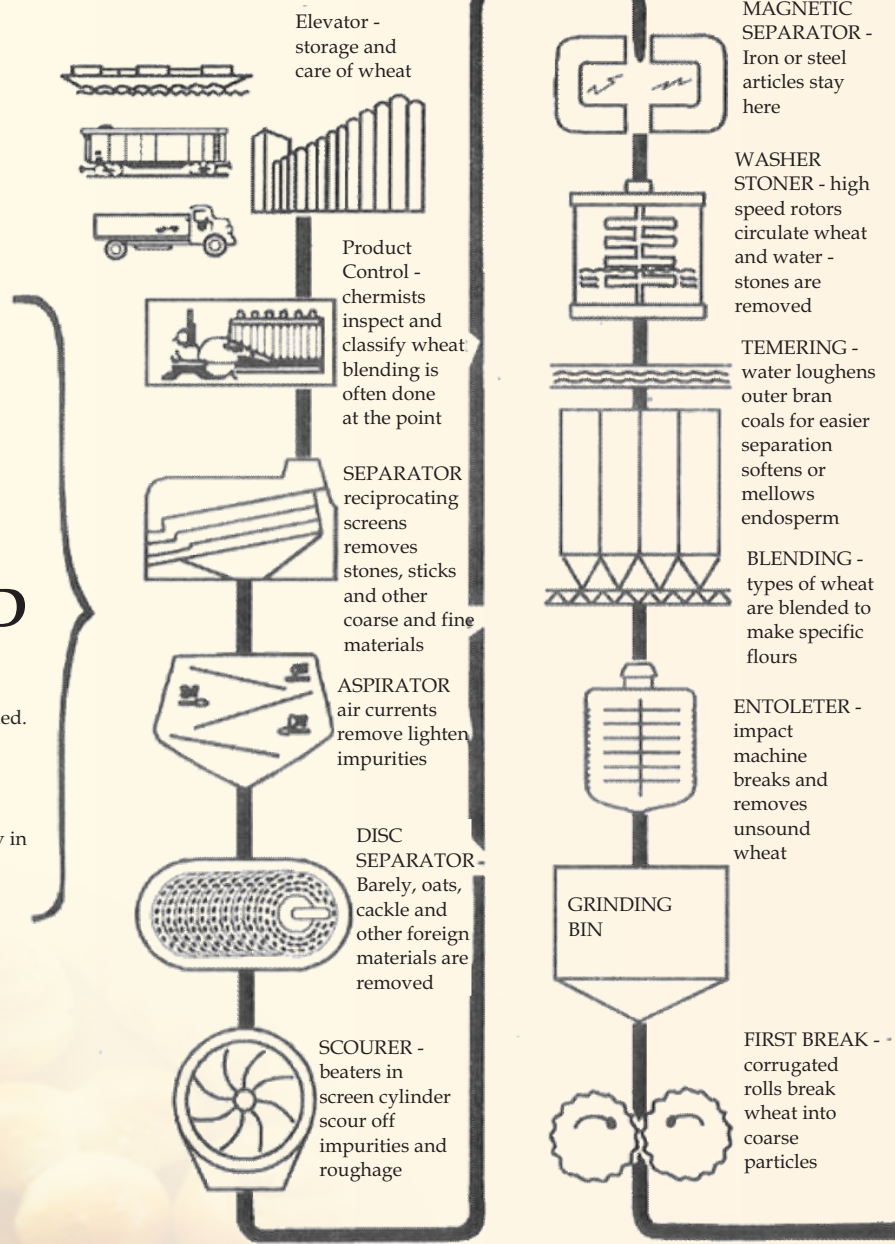 Elevator -
storage and
care of wheat
Product
Control -
chermists
inspect and
classify wheat
blending is
often done
at the point
SEPARATOR
reciprocating
screens
removes
stones, sticks
and other
coarse and fine
materials
ASPIRATOR
air currents
remove lighten
impurities
DISC
SEPARATOR -
Barely, oats,
cackle and
other foreign
materials are
removed
SCOURER -
beaters in
screen cylinder
scour off
impurities and
roughage
MAGNETIC
SEPARATOR -
Iron or steel
articles stay
here
WASHER
STONER - high
speed rotors
circulate wheat
and water -
stones are
removed
TEMERING -
water loughens
outer bran
coals for easier
separation
softens or
mellows
endosperm
BLENDING -
types of wheat
are blended to
make specific
flours
ENTOLETER -
impact
machine
breaks and
removes
unsound
wheat
GRINDING
BIN
FIRST BREAK -
corrugated
rolls break
wheat into
coarse
particles
in